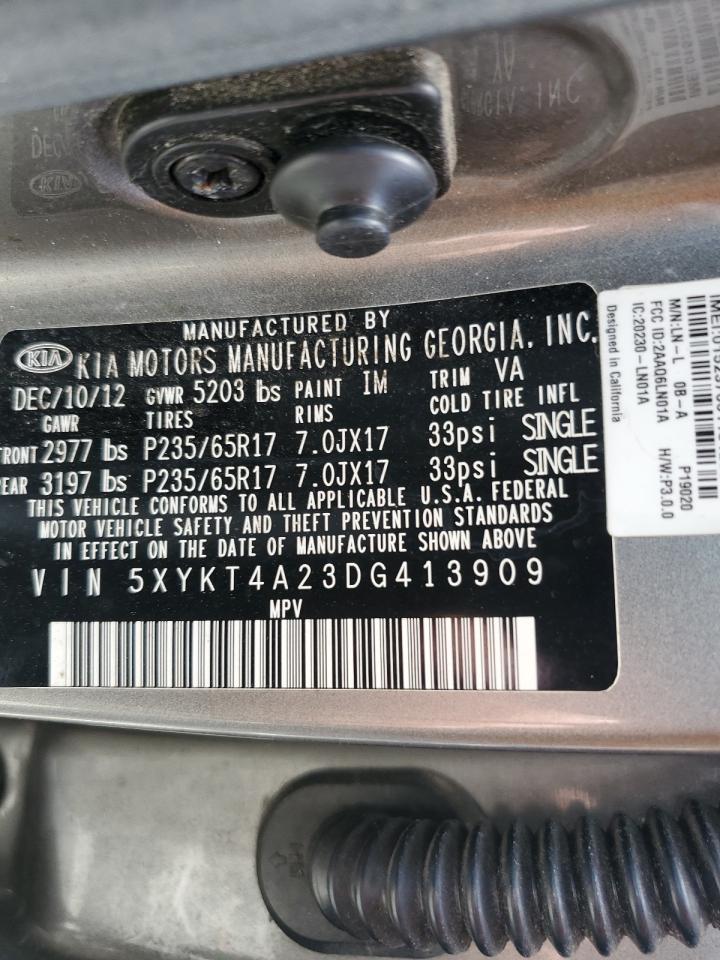 KIA
MANUFACTURED BY
KIA MOTORS MANUFACTURING GEORGIA. INC.
DEC/10/12 GVWR 5203 lbs PAINT IM TRIM VA
GAWR TIRES RIMS COLD TIRE INFL
FRONT 2977 lbs P235/65R17 7.0JX17 33psi SINGLE
REAR 3197 lbs P235/65R17 7.0JX17 33psi SINGLE
THIS VEHICLE CONFORMS TO ALL APPLICABLE U.S.A. FEDERAL
MOTOR VEHICLE SAFETY AND THEFT PREVENTION STANDARDS
IN EFFECT ON THE DATE OF MANUFACTURE SHOWN ABOVE
VIN 5XYKT4A23DG413909
MPV
M/N:LN-L 0B-A P19020
FCC ID:2AAQ6LN01A H/W:P3.0.0
IC:20230-LN01A
Designed in California
KIA